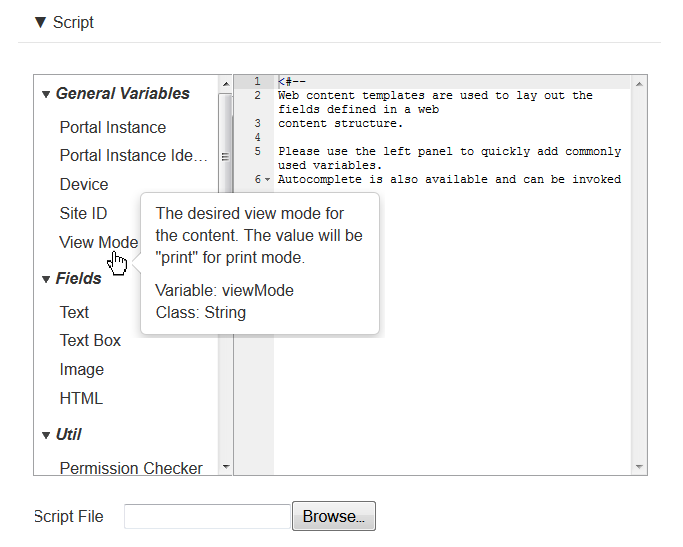 ▼ Script
▼ General Variables
Portal Instance
Portal Instance Ide...
Device
Site ID
View Mode
▼ Fields
Text
Text Box
Image
HTML
▼ Util
Permission Checker
1 <#--
2 Web content templates are used to lay out the
fields defined in a web
3 content structure.
4
5 Please use the left panel to quickly add commonly
used variables.
6 Autocomplete is also available and can be invoked
The desired view mode for
the content. The value will be
"print" for print mode.
Variable: viewMode
Class: String
Script File
Browse...